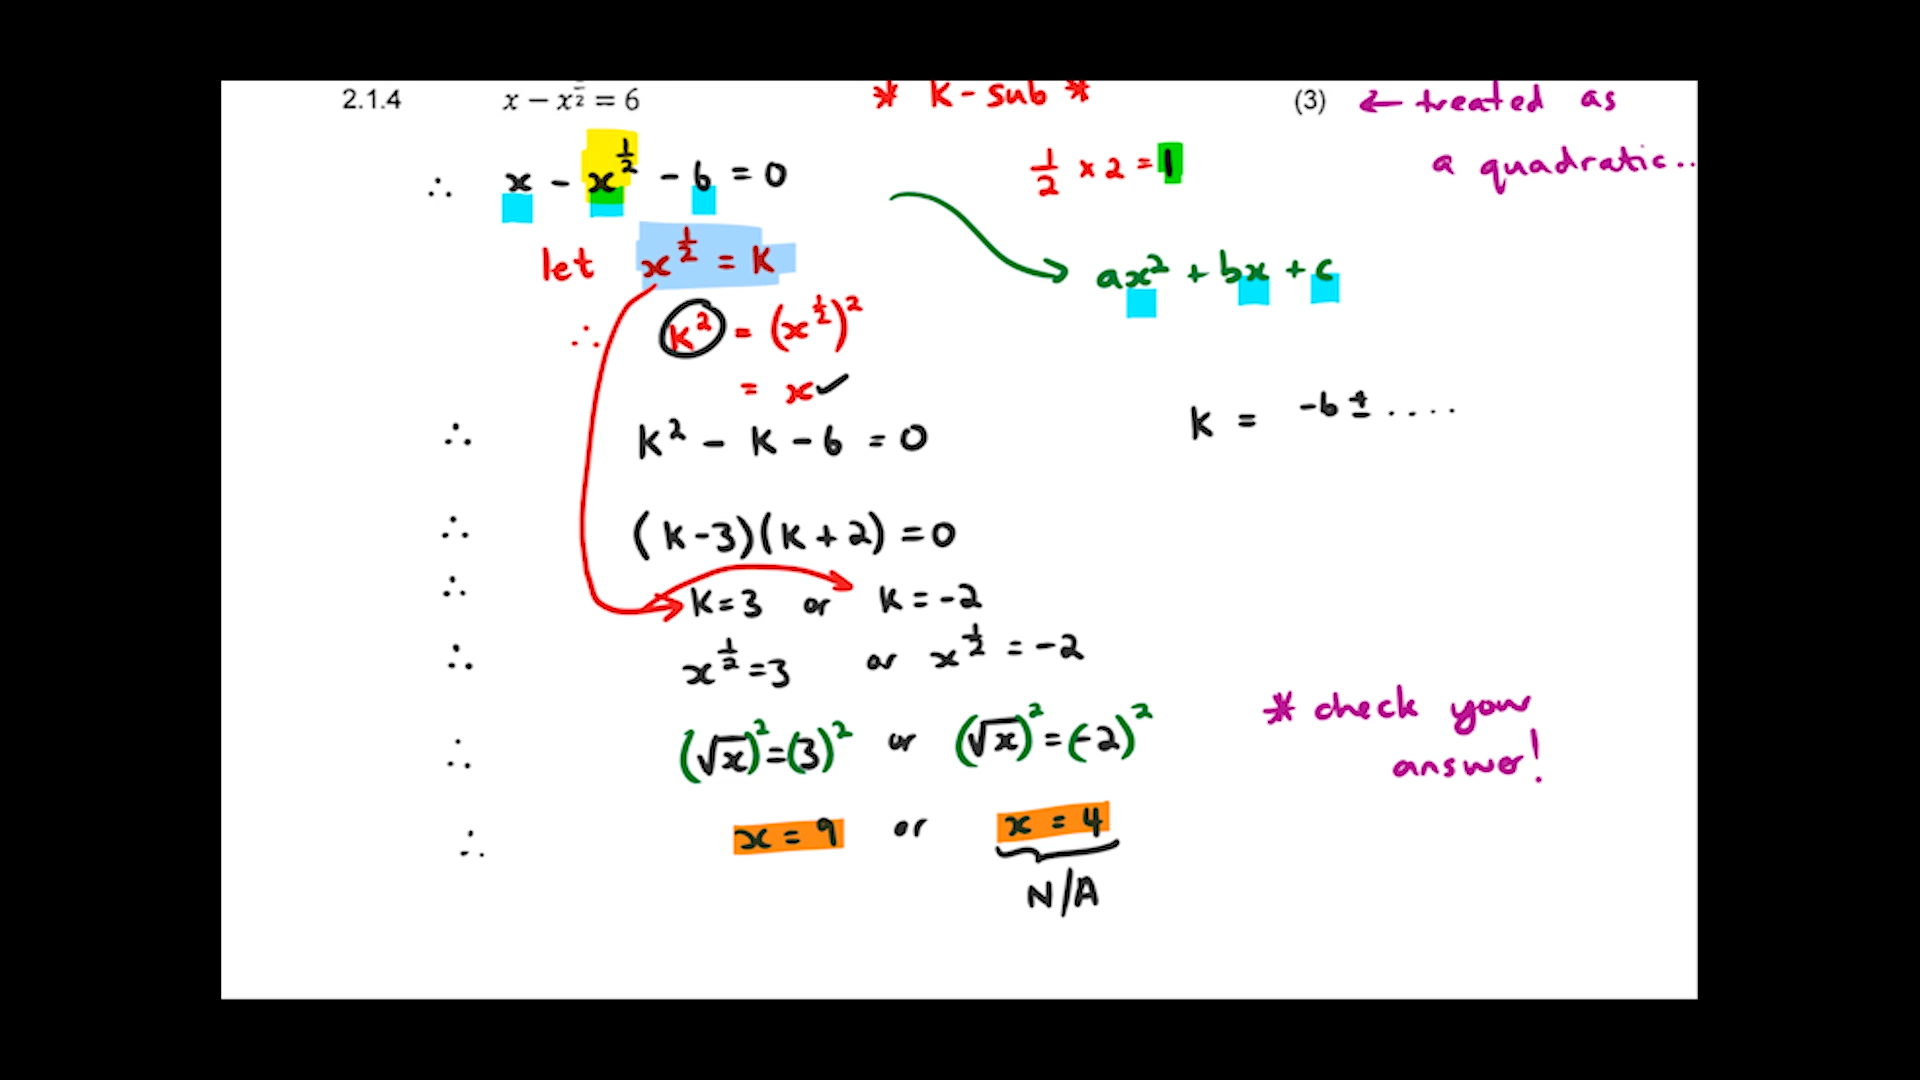 2.1.4 x − x^½ = 6 * K-sub * (3) ← treated as
a quadratic..
∴ x − x^½ − 6 = 0 ½ × 2 = 1
let x^½ = K ax² + bx + c
∴ k² = (x^½)²
= x ✓
K = −b ± ....
∴ K² − K − 6 = 0
∴ (K−3)(K+2) = 0
∴ K=3 or K=−2
∴ x^½ = 3 or x^½ = −2
∴ (√x)² = (3)² or (√x)² = (−2)²
* check your
answer!
∴ x = 9 or x = 4
N/A